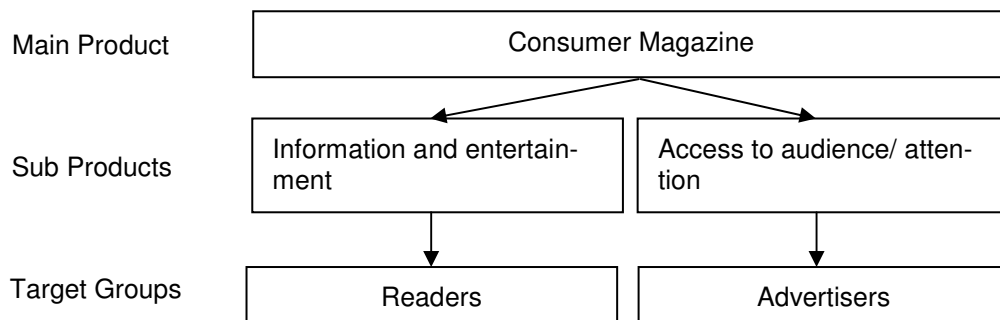 Main Product
Consumer Magazine
Sub Products
Information and entertain-
ment
Access to audience/ atten-
tion
Target Groups
Readers
Advertisers